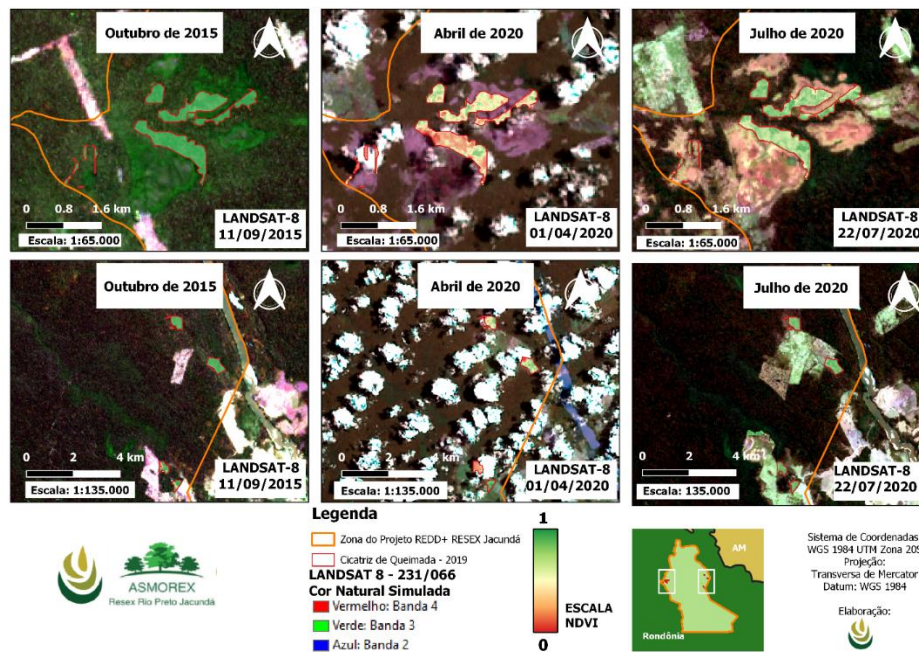 Outubro de 2015
0 0.8 1.6 km
Escala: 1:65.000
LANDSAT-8
11/09/2015
Abril de 2020
0 0.8 1.6 km
Escala: 1:65.000
LANDSAT-8
01/04/2020
Julho de 2020
0 0.8 1.6 km
Escala: 1:65.000
LANDSAT-8
22/07/2020
Outubro de 2015
0 2 4 km
Escala: 1:135.000
LANDSAT-8
11/09/2015
Abril de 2020
0 2 4 km
Escala: 1:135.000
LANDSAT-8
01/04/2020
Julho de 2020
0 2 4 km
Escala: 135.000
LANDSAT-8
22/07/2020
ASMOREX
Resex Rio Preto Jacundá
Legenda
Zona do Projeto REDD+ RESEX Jacundá
Cicatriz de Queimada - 2019
LANDSAT 8 - 231/066
Cor Natural Simulada
Vermelho: Banda 4
Verde: Banda 3
Azul: Banda 2
1
ESCALA
NDVI
0
AM
Rondônia
Sistema de Coordenadas
WGS 1984 UTM Zona 20S
Projeção:
Transversa de Mercator
Datum: WGS 1984
Elaboração: